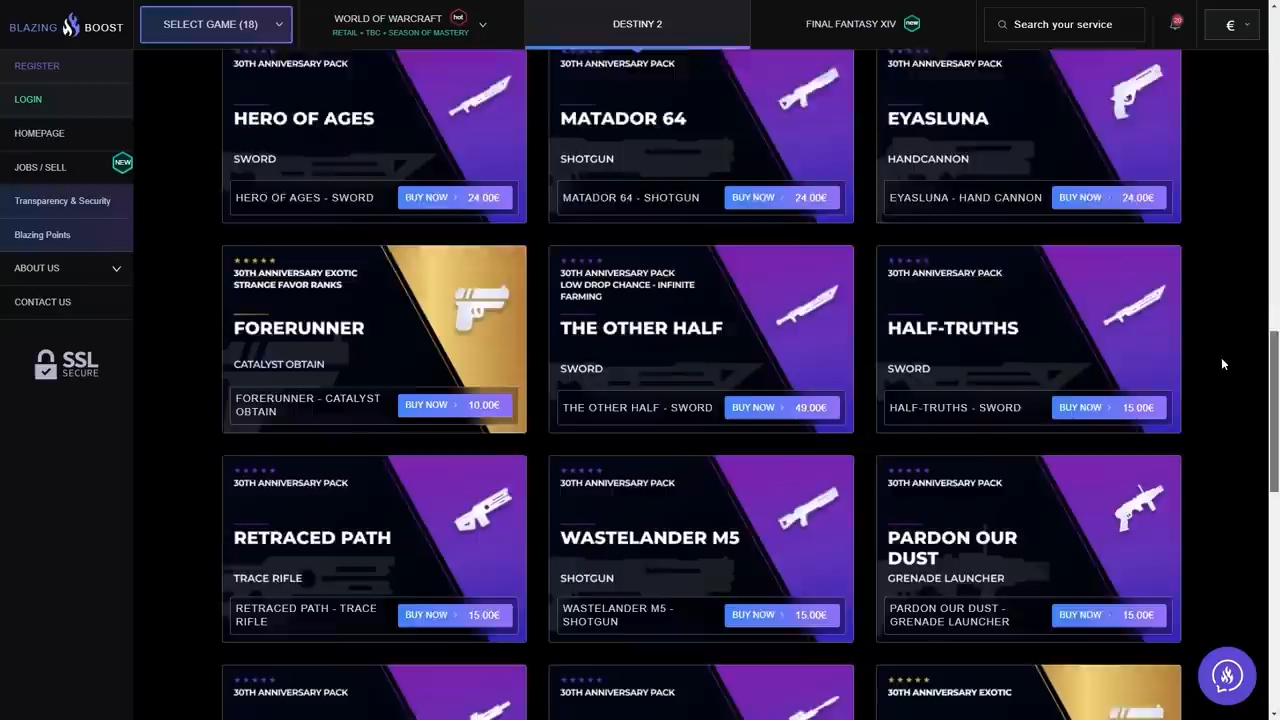 BLAZING BOOST
SELECT GAME (18)
WORLD OF WARCRAFT hot
RETAIL + TBC + SEASON OF MASTERY
DESTINY 2
FINAL FANTASY XIV new
Search your service
20
€
REGISTER
LOGIN
HOMEPAGE
JOBS / SELL NEW
Transparency & Security
Blazing Points
ABOUT US
CONTACT US
SSL
SECURE
30TH ANNIVERSARY PACK
HERO OF AGES
SWORD
HERO OF AGES - SWORD
BUY NOW 24.00€
30TH ANNIVERSARY PACK
MATADOR 64
SHOTGUN
MATADOR 64 - SHOTGUN
BUY NOW 24.00€
30TH ANNIVERSARY PACK
EYASLUNA
HANDCANNON
EYASLUNA - HAND CANNON
BUY NOW 24.00€
30TH ANNIVERSARY EXOTIC
STRANGE FAVOR RANKS
FORERUNNER
CATALYST OBTAIN
FORERUNNER - CATALYST
OBTAIN
BUY NOW 10.00€
30TH ANNIVERSARY PACK
LOW DROP CHANCE - INFINITE
FARMING
THE OTHER HALF
SWORD
THE OTHER HALF - SWORD
BUY NOW 49.00€
30TH ANNIVERSARY PACK
HALF-TRUTHS
SWORD
HALF-TRUTHS - SWORD
BUY NOW 15.00€
30TH ANNIVERSARY PACK
RETRACED PATH
TRACE RIFLE
RETRACED PATH - TRACE
RIFLE
BUY NOW 15.00€
30TH ANNIVERSARY PACK
WASTELANDER M5
SHOTGUN
WASTELANDER M5 -
SHOTGUN
BUY NOW 15.00€
30TH ANNIVERSARY PACK
PARDON OUR
DUST
GRENADE LAUNCHER
PARDON OUR DUST -
GRENADE LAUNCHER
BUY NOW 15.00€
30TH ANNIVERSARY PACK
30TH ANNIVERSARY PACK
30TH ANNIVERSARY EXOTIC